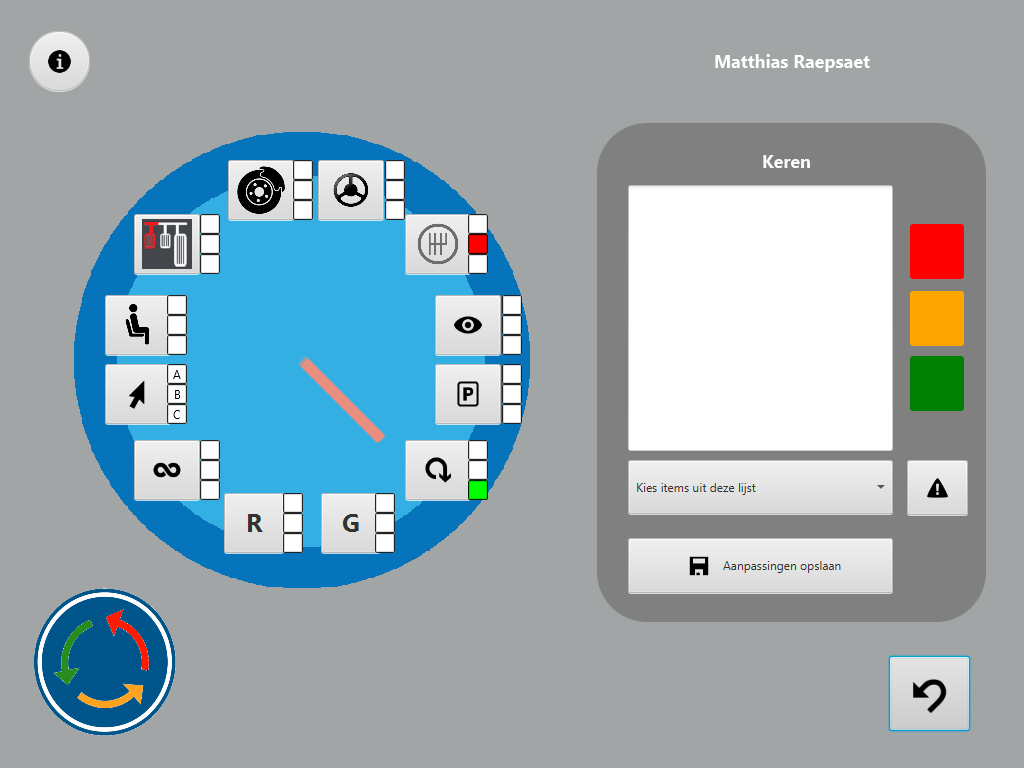 Matthias Raepsaet
Keren
A
B
C
P
R
G
Kies items uit deze lijst
Aanpassingen opslaan